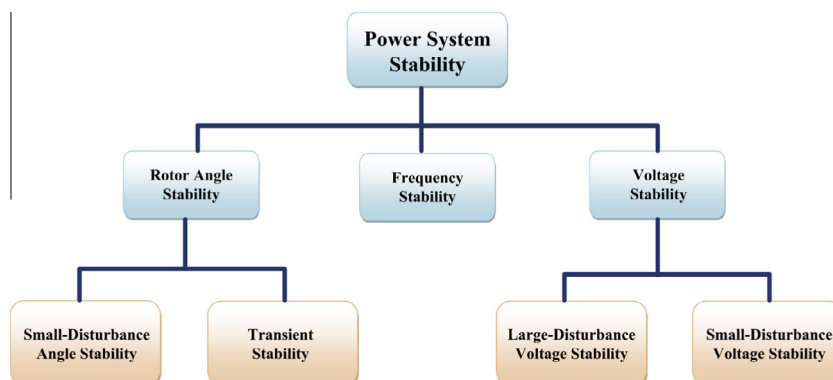 Power System
Stability
Rotor Angle
Stability
Frequency
Stability
Voltage
Stability
Small-Disturbance
Angle Stability
Transient
Stability
Large-Disturbance
Voltage Stability
Small-Disturbance
Voltage Stability